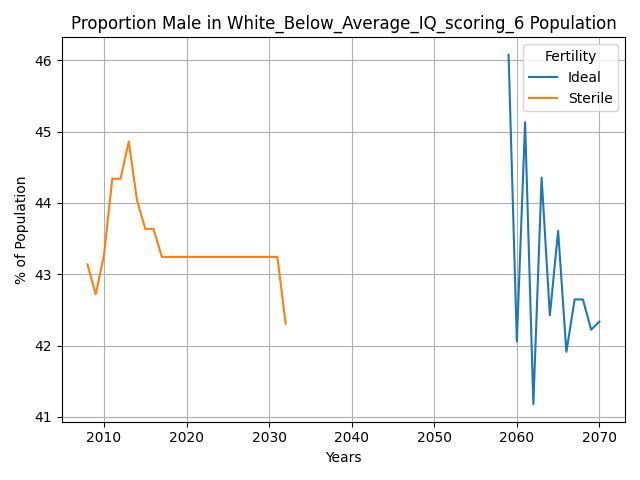 Proportion Male in White_Below_Average_IQ_scoring_6 Population
% of Population
46
45
44
43
42
41
Fertility
Ideal
Sterile
2010 2020 2030 2040 2050 2060 2070
Years